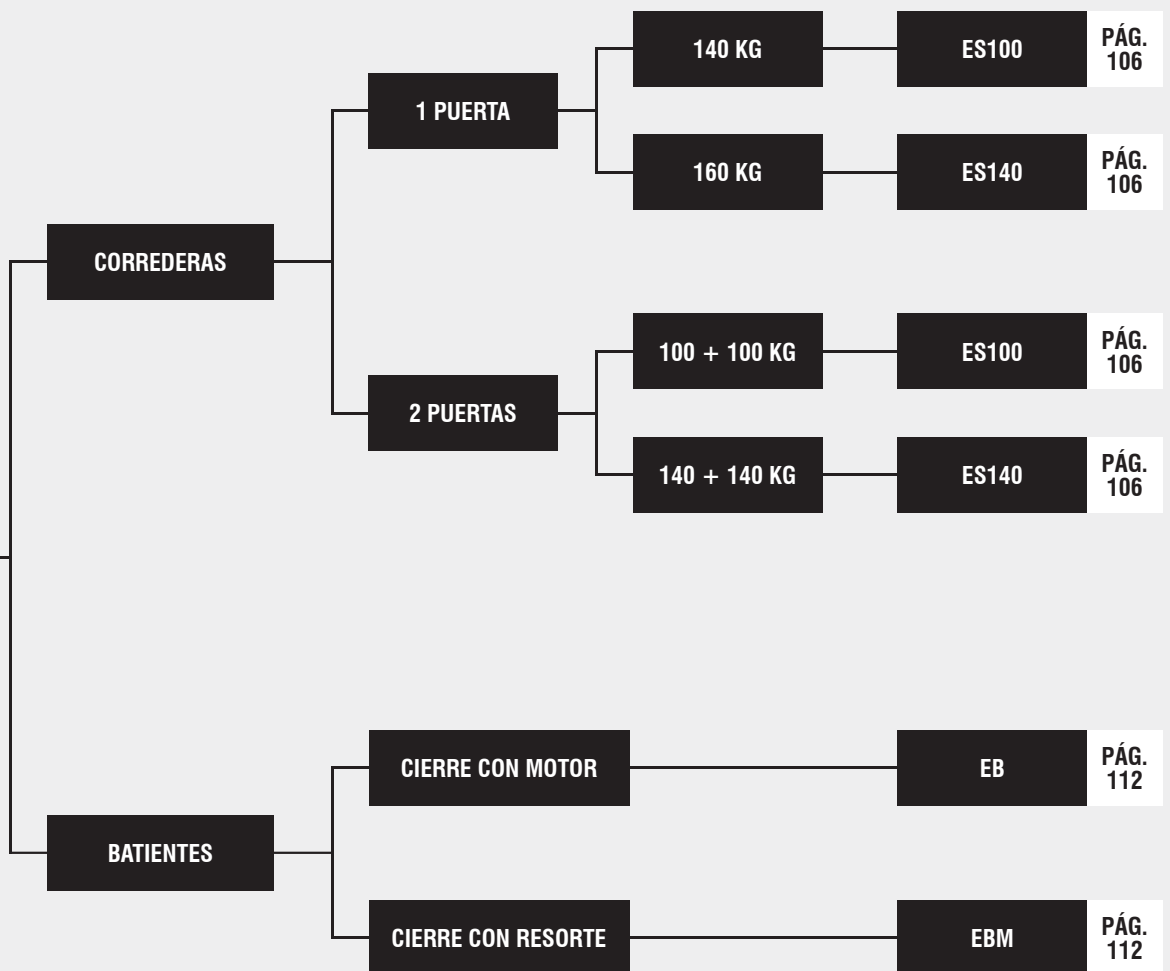 140 KG
ES100
PÁG.
106
1 PUERTA
160 KG
ES140
PÁG.
106
CORREDERAS
100 + 100 KG
ES100
PÁG.
106
2 PUERTAS
140 + 140 KG
ES140
PÁG.
106
CIERRE CON MOTOR
EB
PÁG.
112
BATIENTES
CIERRE CON RESORTE
EBM
PÁG.
112